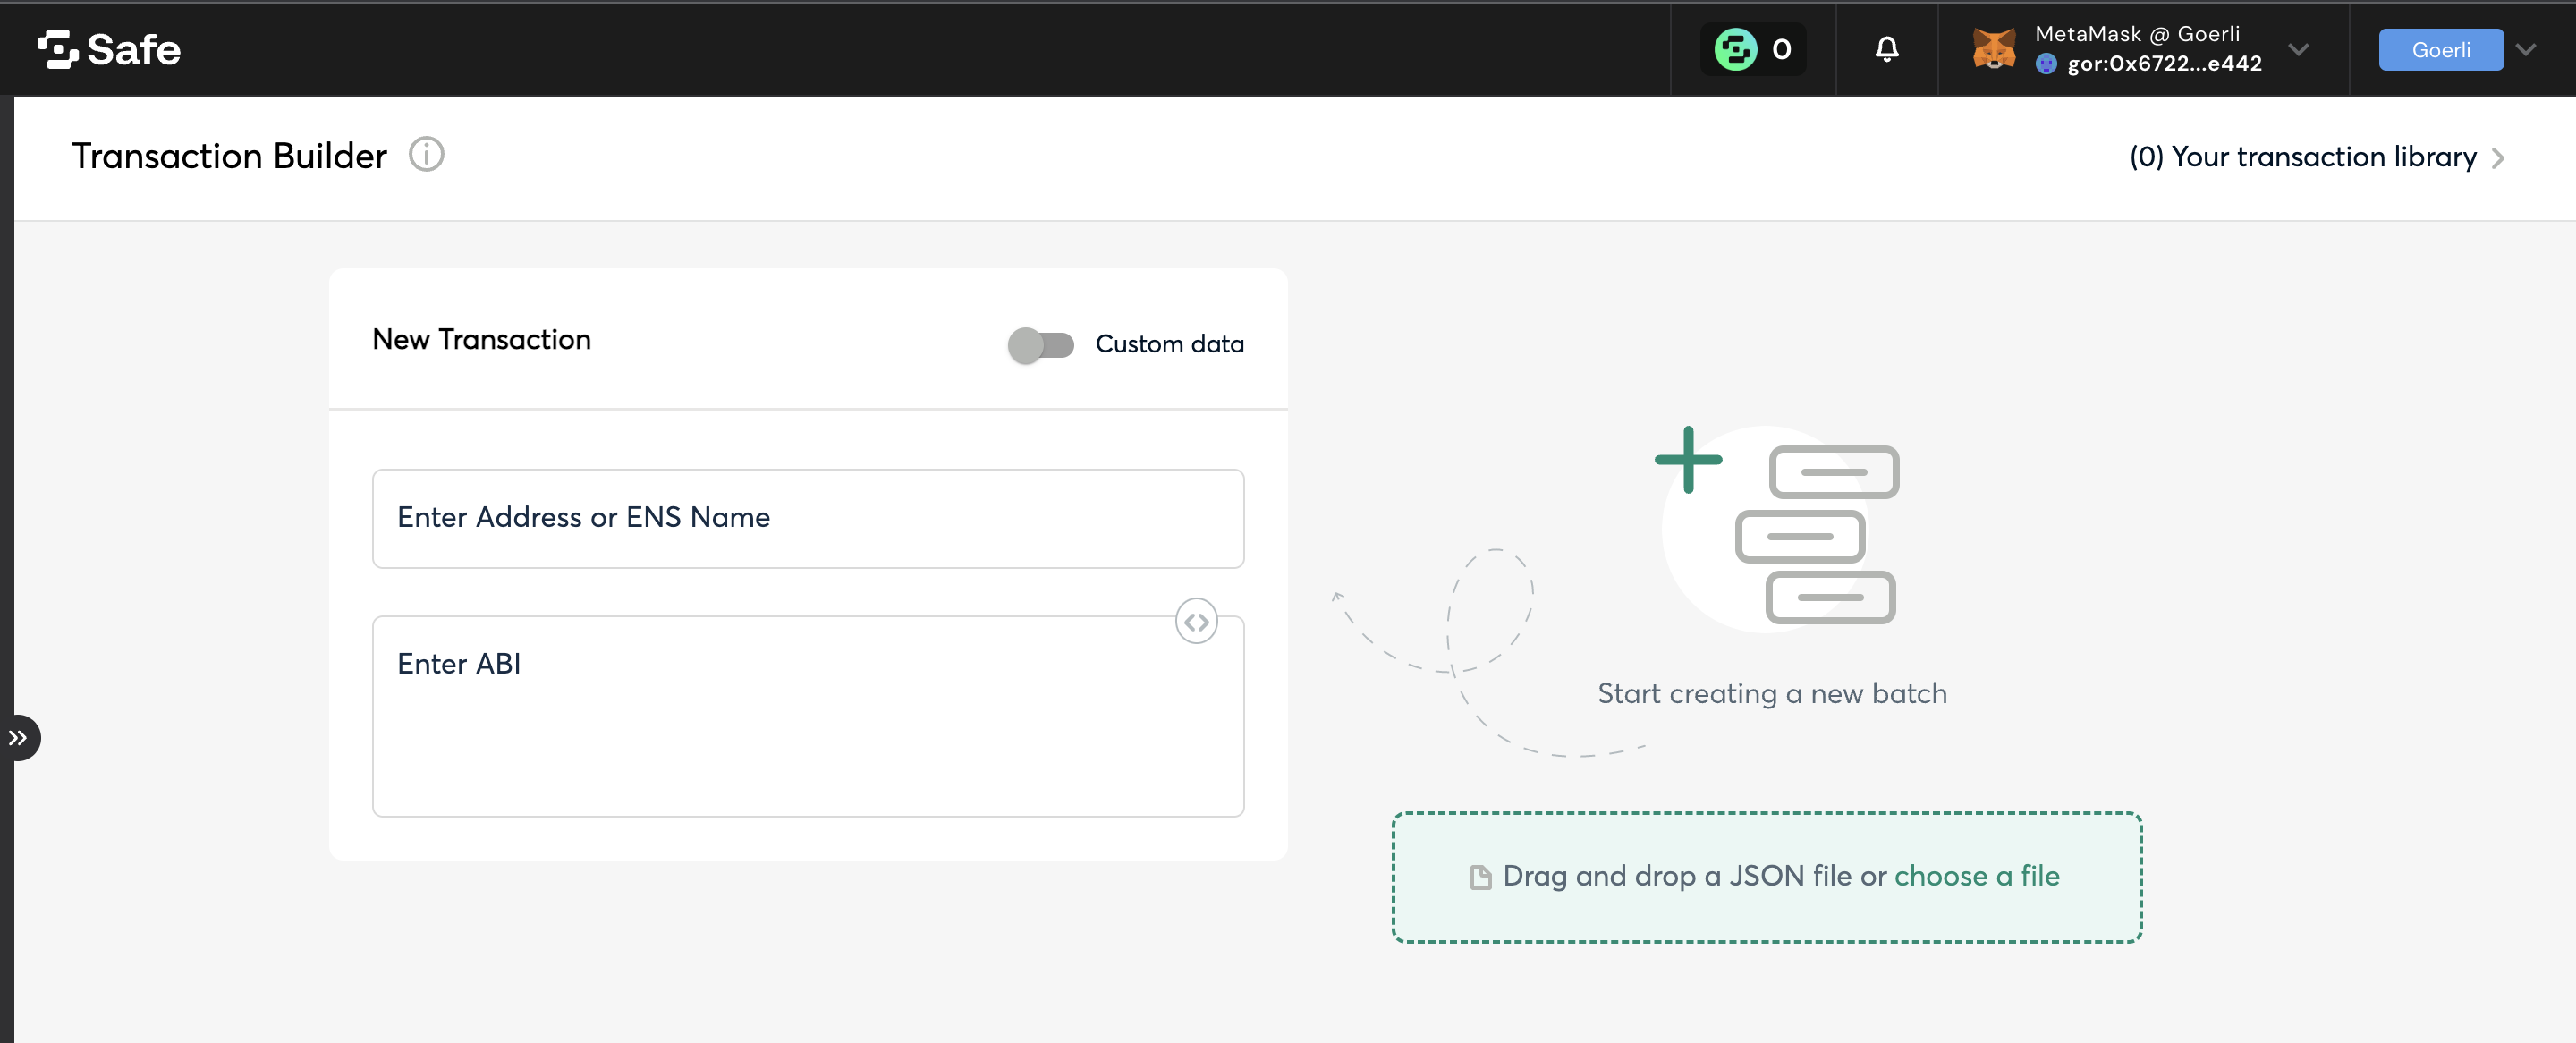 Safe
0
MetaMask @ Goerli
gor:0x6722...e442
Goerli
Transaction Builder
(0) Your transaction library
New Transaction
Custom data
Enter Address or ENS Name
Enter ABI
Start creating a new batch
Drag and drop a JSON file or choose a file